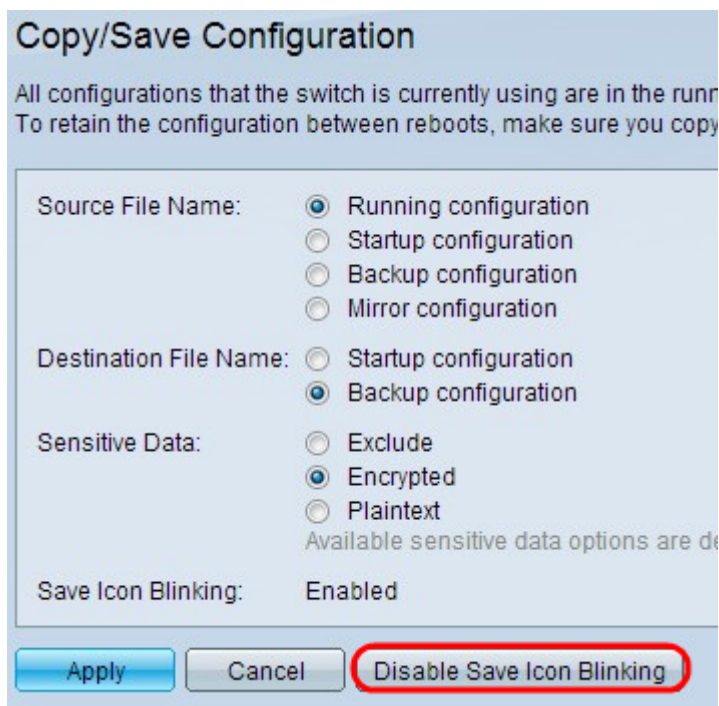 Copy/Save Configuration
All configurations that the switch is currently using are in the
To retain the configuration between reboots, make sure you copy
Source File Name: Running configuration
Startup configuration
Backup configuration
Mirror configuration
Destination File Name: Startup configuration
Backup configuration
Sensitive Data: Exclude
Encrypted
Plaintext
Available sensitive data options are
Save Icon Blinking: Enabled
Apply Cancel Disable Save Icon Blinking